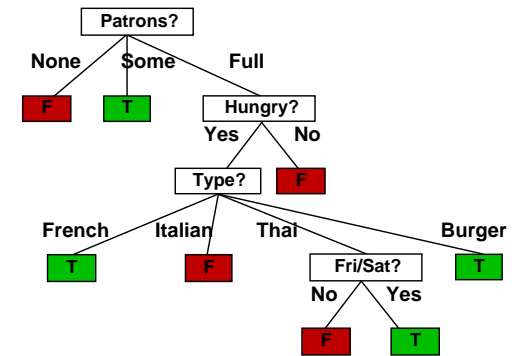 Patrons?
None Some Full
F T Hungry?
Yes No
Type? F
French Italian Thai Burger
T F Fri/Sat? T
No Yes
F T